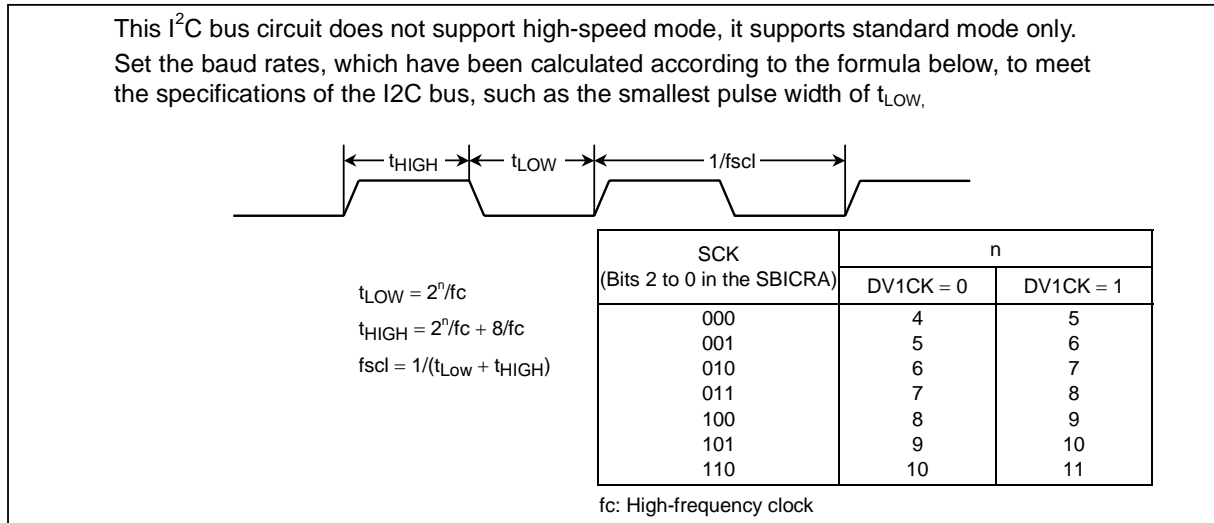 This I²C bus circuit does not support high-speed mode, it supports standard mode only.
Set the baud rates, which have been calculated according to the formula below, to meet
the specifications of the I2C bus, such as the smallest pulse width of tLOW,
tHIGH tLOW 1/fscl
tLOW = 2ⁿ/fc
tHIGH = 2ⁿ/fc + 8/fc
fscl = 1/(tLow + tHIGH)
SCK n
(Bits 2 to 0 in the SBICRA) DV1CK = 0 DV1CK = 1
000 4 5
001 5 6
010 6 7
011 7 8
100 8 9
101 9 10
110 10 11
fc: High-frequency clock